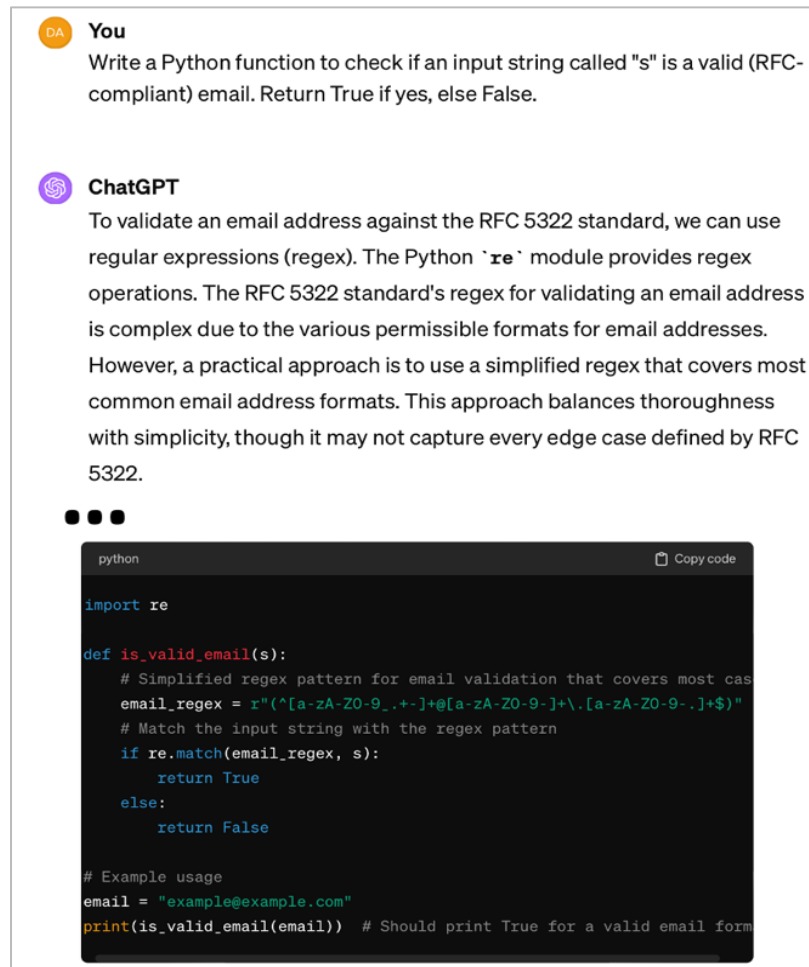 DA
You
Write a Python function to check if an input string called "s" is a valid (RFC-
compliant) email. Return True if yes, else False.
ChatGPT
To validate an email address against the RFC 5322 standard, we can use
regular expressions (regex). The Python `re` module provides regex
operations. The RFC 5322 standard's regex for validating an email address
is complex due to the various permissible formats for email addresses.
However, a practical approach is to use a simplified regex that covers most
common email address formats. This approach balances thoroughness
with simplicity, though it may not capture every edge case defined by RFC
5322.
python
Copy code
import re
def is_valid_email(s):
# Simplified regex pattern for email validation that covers most cas
email_regex = r"(^[a-zA-Z0-9_.+-]+@[a-zA-Z0-9-]+\.[a-zA-Z0-9-.]+$)"
# Match the input string with the regex pattern
if re.match(email_regex, s):
return True
else:
return False
# Example usage
email = "example@example.com"
print(is_valid_email(email)) # Should print True for a valid email form